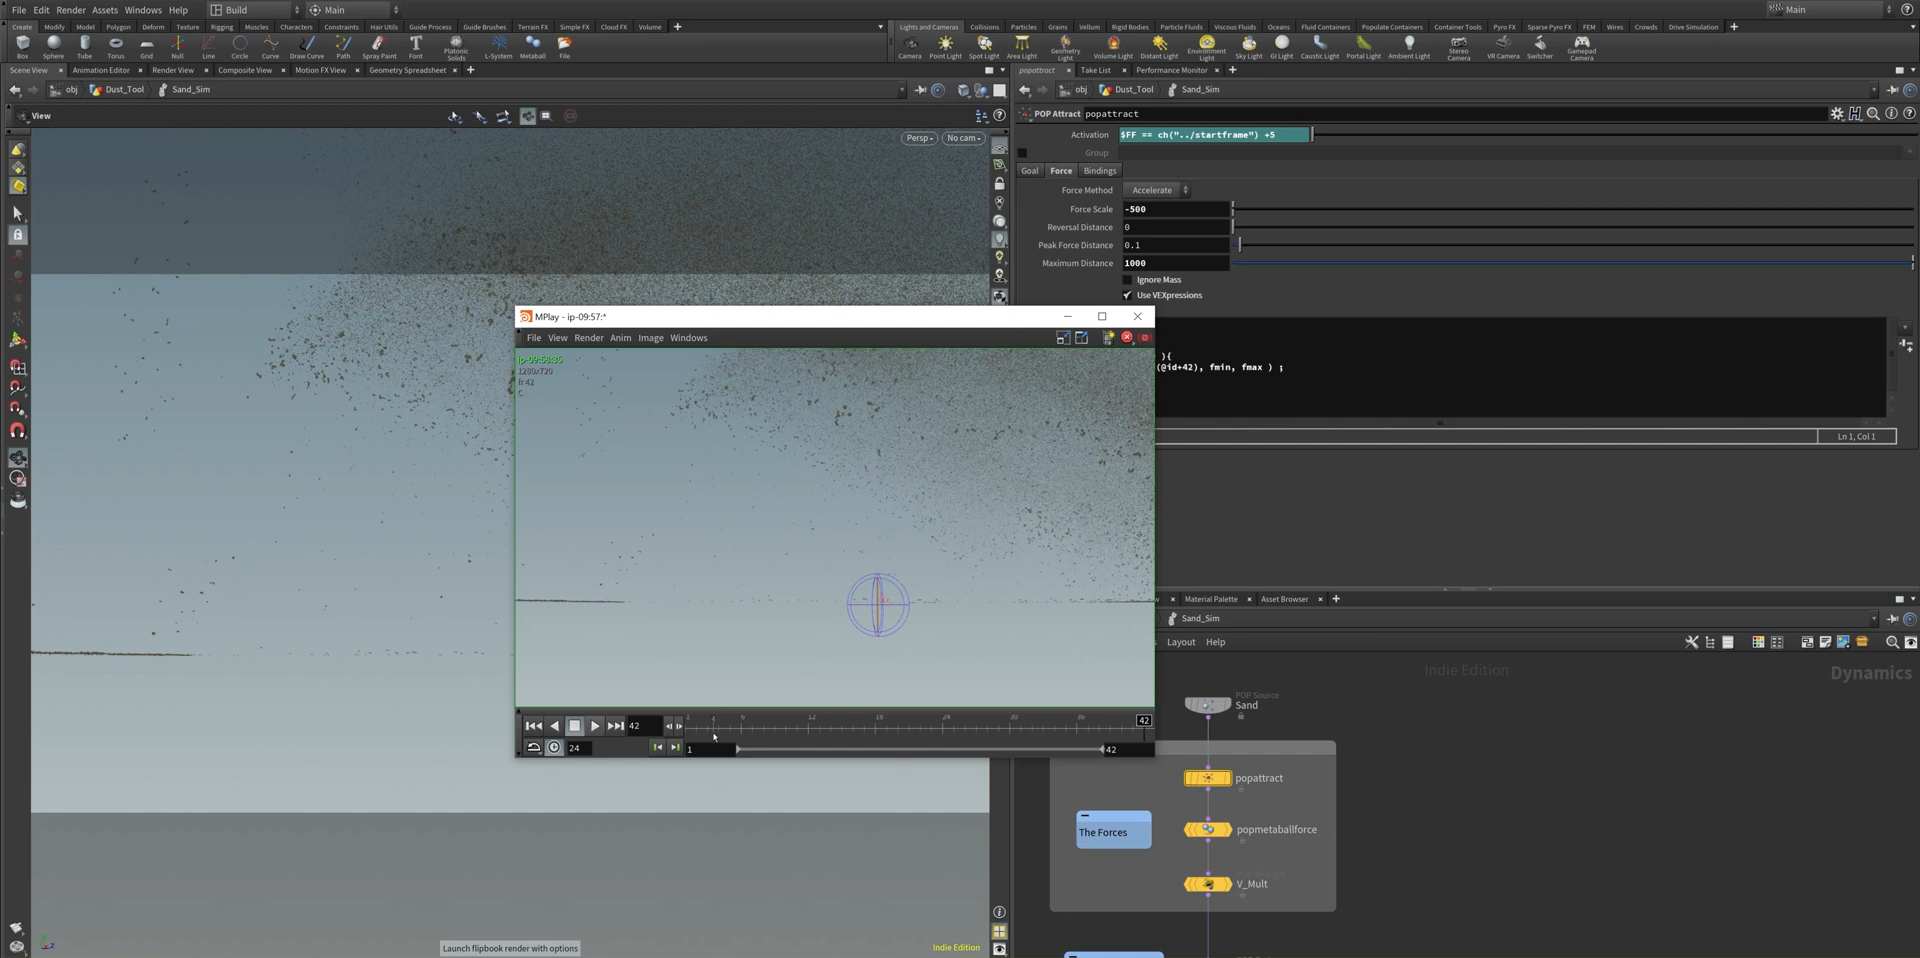 File Edit Render Assets Windows Help Build Main Main
Create Modify Model Polygon Deform Texture Rigging Muscles Characters Constraints Hair Utils Guide Process Guide Brushes Terrain FX Simple FX Cloud FX Volume
Lights and Cameras Collisions Particles Grains Vellum Rigid Bodies Particle Fluids Viscous Fluids Oceans Fluid Containers Populate Containers Container Tools Pyro FX Sparse Pyro FX FEM Wires Crowds Drive Simulation
Box Sphere Tube Torus Grid Null Line Circle Curve Draw Curve Path Spray Paint Font Platonic Solids L-System Metaball File
Camera Point Light Spot Light Area Light Geometry Light Volume Light Distant Light Environment Light Sky Light GI Light Caustic Light Portal Light Ambient Light Stereo Camera VR Camera Switcher Gamepad Camera
Scene View Animation Editor Render View Composite View Motion FX View Geometry Spreadsheet
popattract Take List Performance Monitor
obj Dust_Tool Sand_Sim
obj Dust_Tool Sand_Sim
View
POP Attract popattract
Persp No cam
Activation $FF == ch("../startframe") +5
Group
Goal Force Bindings
Force Method Accelerate
Force Scale -500
Reversal Distance 0
Peak Force Distance 0.1
Maximum Distance 1000
Ignore Mass
Use VEXpressions
){
(@id+42), fmin, fmax ) ;
Ln 1, Col 1
MPlay - ip-09:57:*
File View Render Anim Image Windows
1280x720
fr 42
C
42 1 6 12 18 24 30 36 42
24 1 42
Material Palette Asset Browser
Sand_Sim
Layout Help
Indie Edition
Dynamics
POP Source
Sand
popattract
The Forces
popmetaballforce
V_Mult
Launch flipbook render with options
Indie Edition